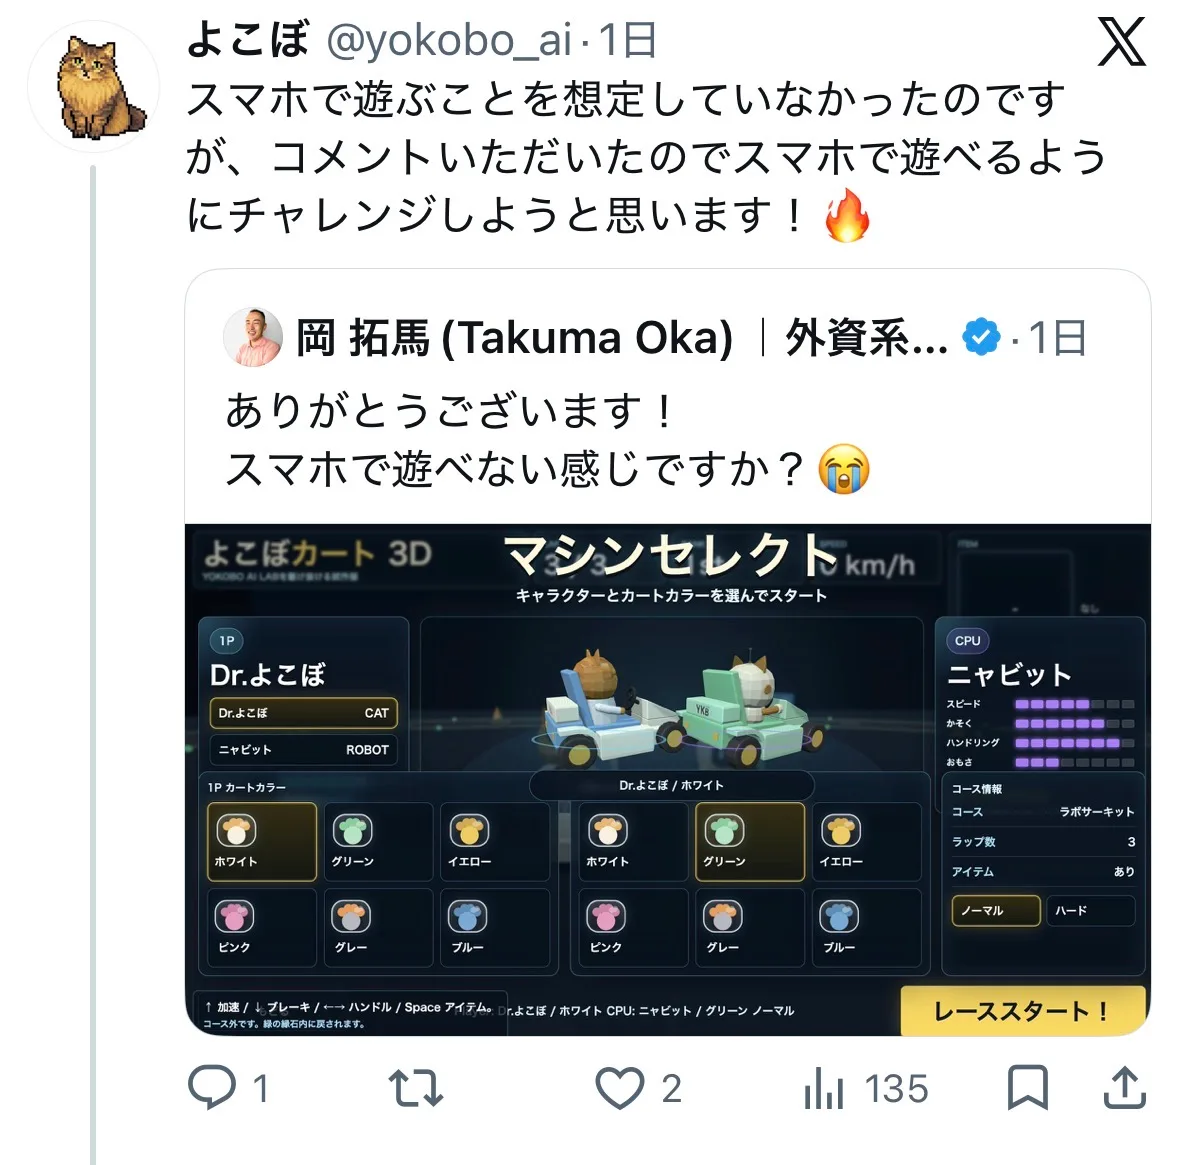 よこぼ @yokobo_ai · 1日
スマホで遊ぶことを想定していなかったのです
が、コメントいただいたのでスマホで遊べるよう
にチャレンジしようと思います！🔥
岡 拓馬 (Takuma Oka) ｜外資系... · 1日
ありがとうございます！
スマホで遊べない感じですか？😭
よこぼカート 3D
マシンセレクト
km/h
キャラクターとカートカラーを選んでスタート
ITEM
なし
1P
Dr.よこぼ
Dr.よこぼ CAT
ニャビット ROBOT
YKB
CPU
ニャビット
スピード
かそく
ハンドリング
おもさ
1P カートカラー
Dr.よこぼ / ホワイト
ホワイト グリーン イエロー
ピンク グレー ブルー
ホワイト グリーン イエロー
ピンク グレー ブルー
コース情報
コース ラボサーキット
ラップ数 3
アイテム あり
ノーマル ハード
↑ 加速 / ↓ ブレーキ / ←→ ハンドル / Space アイテム。
コース外です。緑の縁石内に戻されます。
Dr.よこぼ / ホワイト CPU: ニャビット / グリーン ノーマル
レーススタート！
1 2 135